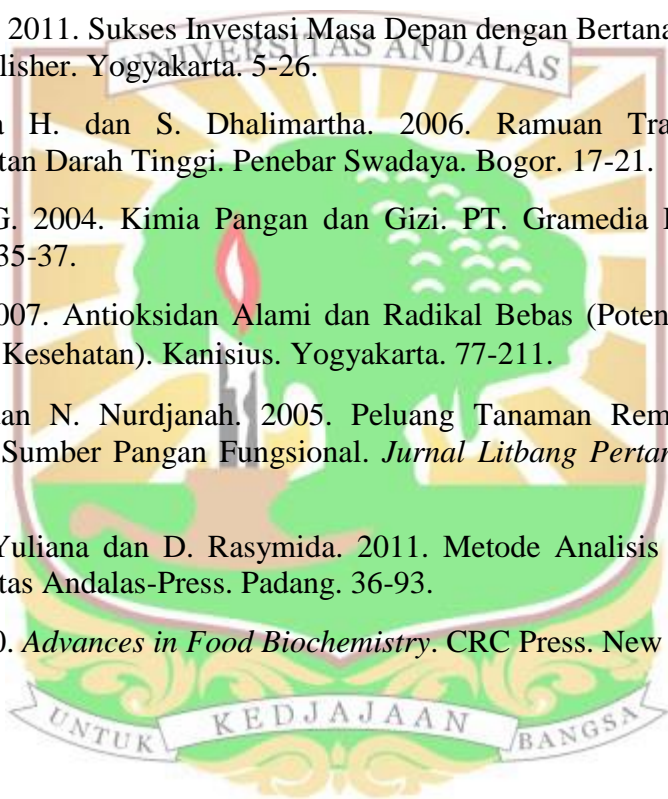 2011. Sukses Investasi Masa Depan dengan Bertana
UNIVERSITAS ANDALAS
lisher. Yogyakarta. 5-26.
H. dan S. Dhalimartha. 2006. Ramuan Tra
tan Darah Tinggi. Penebar Swadaya. Bogor. 17-21.
G. 2004. Kimia Pangan dan Gizi. PT. Gramedia
35-37.
007. Antioksidan Alami dan Radikal Bebas (Poten
Kesehatan). Kanisius. Yogyakarta. 77-211.
an N. Nurdjanah. 2005. Peluang Tanaman Rem
Sumber Pangan Fungsional. Jurnal Litbang Pertan
Yuliana dan D. Rasymida. 2011. Metode Analisis
tas Andalas-Press. Padang. 36-93.
0. Advances in Food Biochemistry. CRC Press. New
UNTUK KEDJAJAAN BANGSA